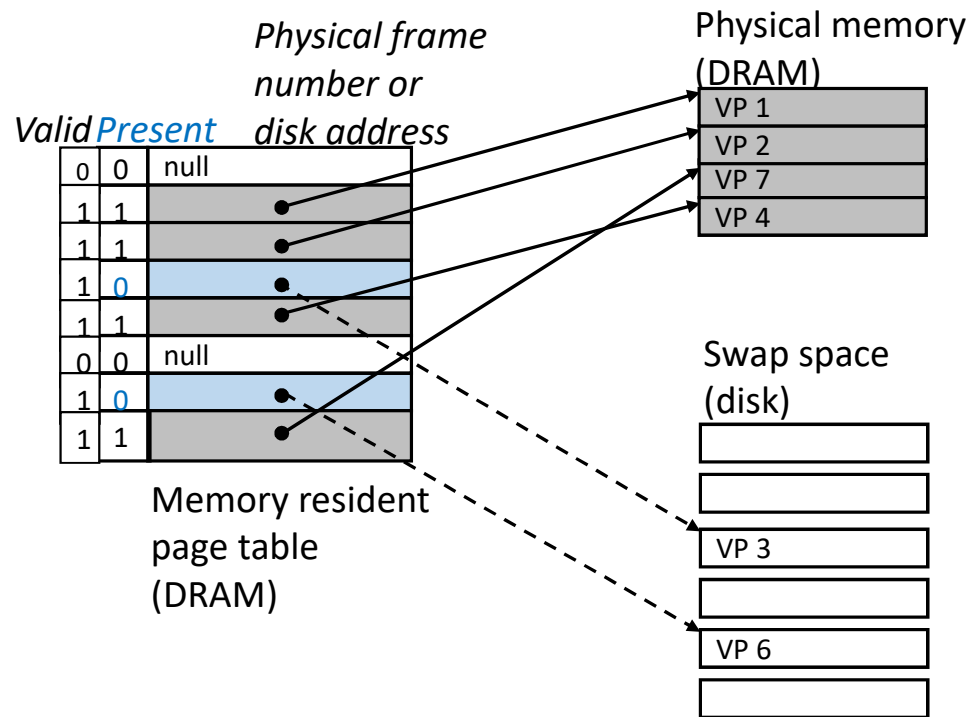 Physical frame
number or
disk address
Valid Present
0 0 null
1 1
1 1
1 0
1 1
0 0 null
1 0
1 1
Memory resident
page table
(DRAM)
Physical memory
(DRAM)
VP 1
VP 2
VP 7
VP 4
Swap space
(disk)
VP 3
VP 6